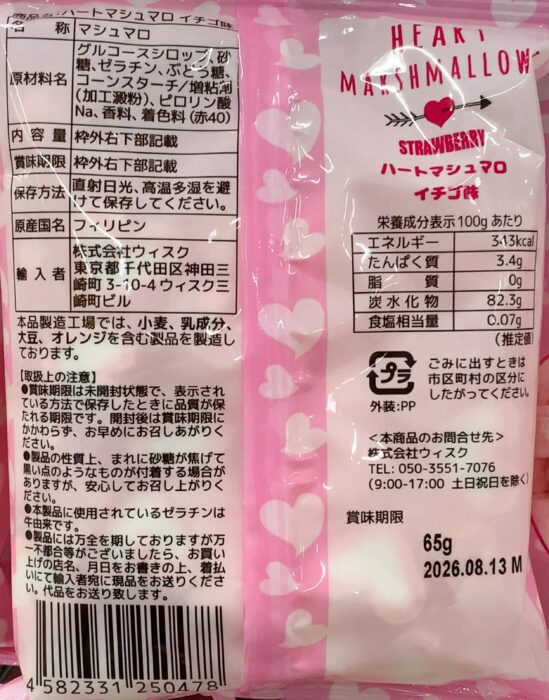 商品名:ハートマシュマロ イチゴ味
名 称 マシュマロ
原材料名 グルコースシロップ、砂
糖、ゼラチン、ぶどう糖、
コーンスターチ/増粘剤
(加工澱粉)、ピロリン酸
Na、香料、着色料(赤40)
内 容 量 枠外右下部記載
賞味期限 枠外右下部記載
保存方法 直射日光、高温多湿を避
けて保存してください。
原産国名 フィリピン
輸 入 者 株式会社ウィスク
東京都千代田区神田三
崎町 3-10-4 ウィスク三
崎町ビル
本品製造工場では、小麦、乳成分、
大豆、オレンジを含む製品を製造し
ております。
【取扱上の注意】
●賞味期限は未開封状態で、表示され
ている方法で保存したときに品質が保
たれる期限です。開封後は賞味期限に
かかわらず、お早めにお召しあがりく
ださい。
●製品の性質上、まれに砂糖が焦げて
黒い点のようなものが付着する場合が
ありますが、安心してお召し上がりく
ださい。
●本製品に使用されているゼラチンは
牛由来です。
●製品には万全を期しておりますが万
一不都合等がございましたら、お買い
上げの店名、月日をお書きの上、着払
いにて輸入者宛に現品をお送りくださ
い。代品をお送り致します。
4 582331 250478
HEART
MARSHMALLOW
STRAWBERRY
ハートマシュマロ
イチゴ味
栄養成分表示100g あたり
エネルギー 343kcal
たんぱく質 3.4g
脂 質 0g
炭水化物 82.3g
食塩相当量 0.07g
(推定値)
プラ
外装:PP
ごみに出すときは
市区町村の区分に
したがってください。
<本商品のお問合せ先>
株式会社ウィスク
TEL: 050-3551-7076
(9:00-17:00 土日祝日を除く)
賞味期限
65g
2026.08.13 M